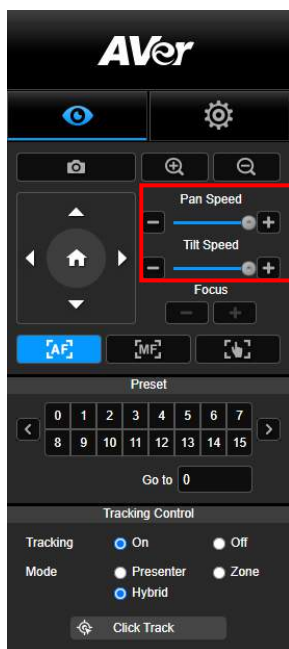 AVer
Pan Speed
Tilt Speed
Focus
AF MF
Preset
0 1 2 3 4 5 6 7
8 9 10 11 12 13 14 15
Go to 0
Tracking Control
Tracking On Off
Mode Presenter Zone
Hybrid
Click Track